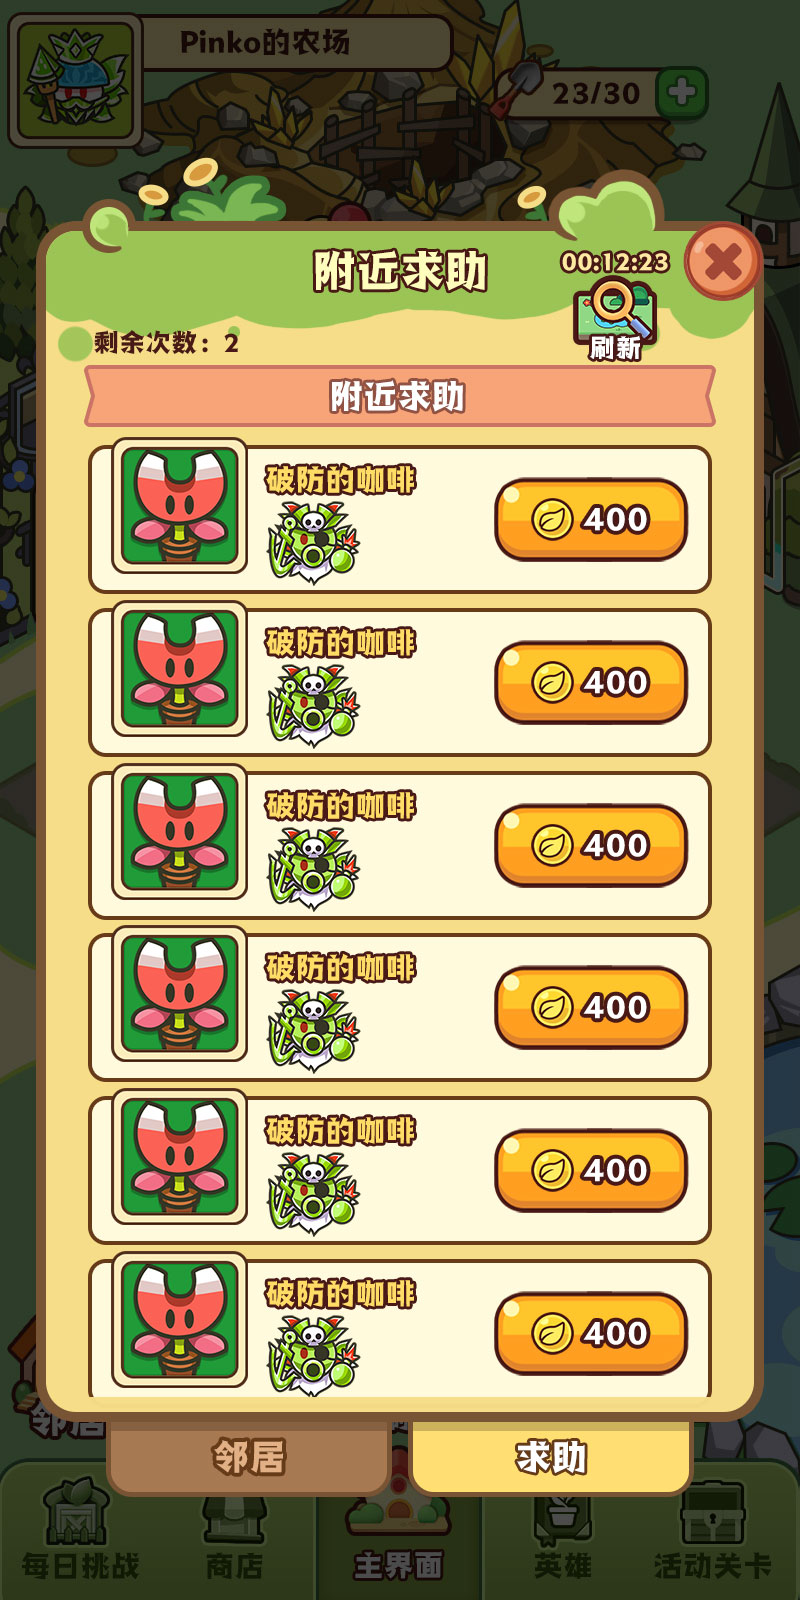 Pinko的农场
23/30
附近求助
00:12:23
刷新
剩余次数：2
附近求助
破防的咖啡
400
破防的咖啡
400
破防的咖啡
400
破防的咖啡
400
破防的咖啡
400
破防的咖啡
400
邻居
邻居
求助
每日挑战
商店
主界面
英雄
活动关卡